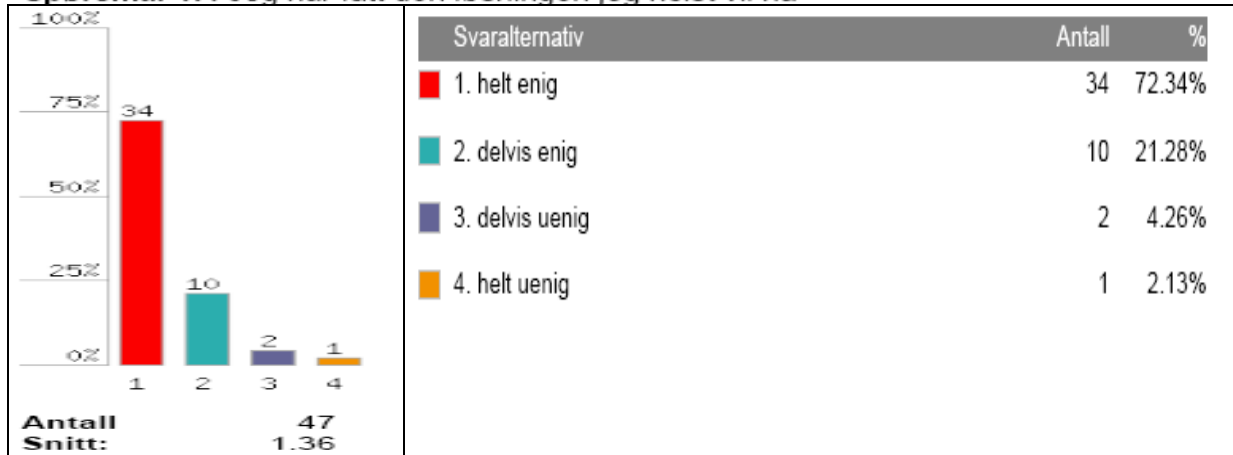 100%
75%
50%
25%
0%
34
10
2
1
1 2 3 4
Antall 47
Snitt: 1.36
Svaralternativ Antall %
1. helt enig 34 72.34%
2. delvis enig 10 21.28%
3. delvis uenig 2 4.26%
4. helt uenig 1 2.13%